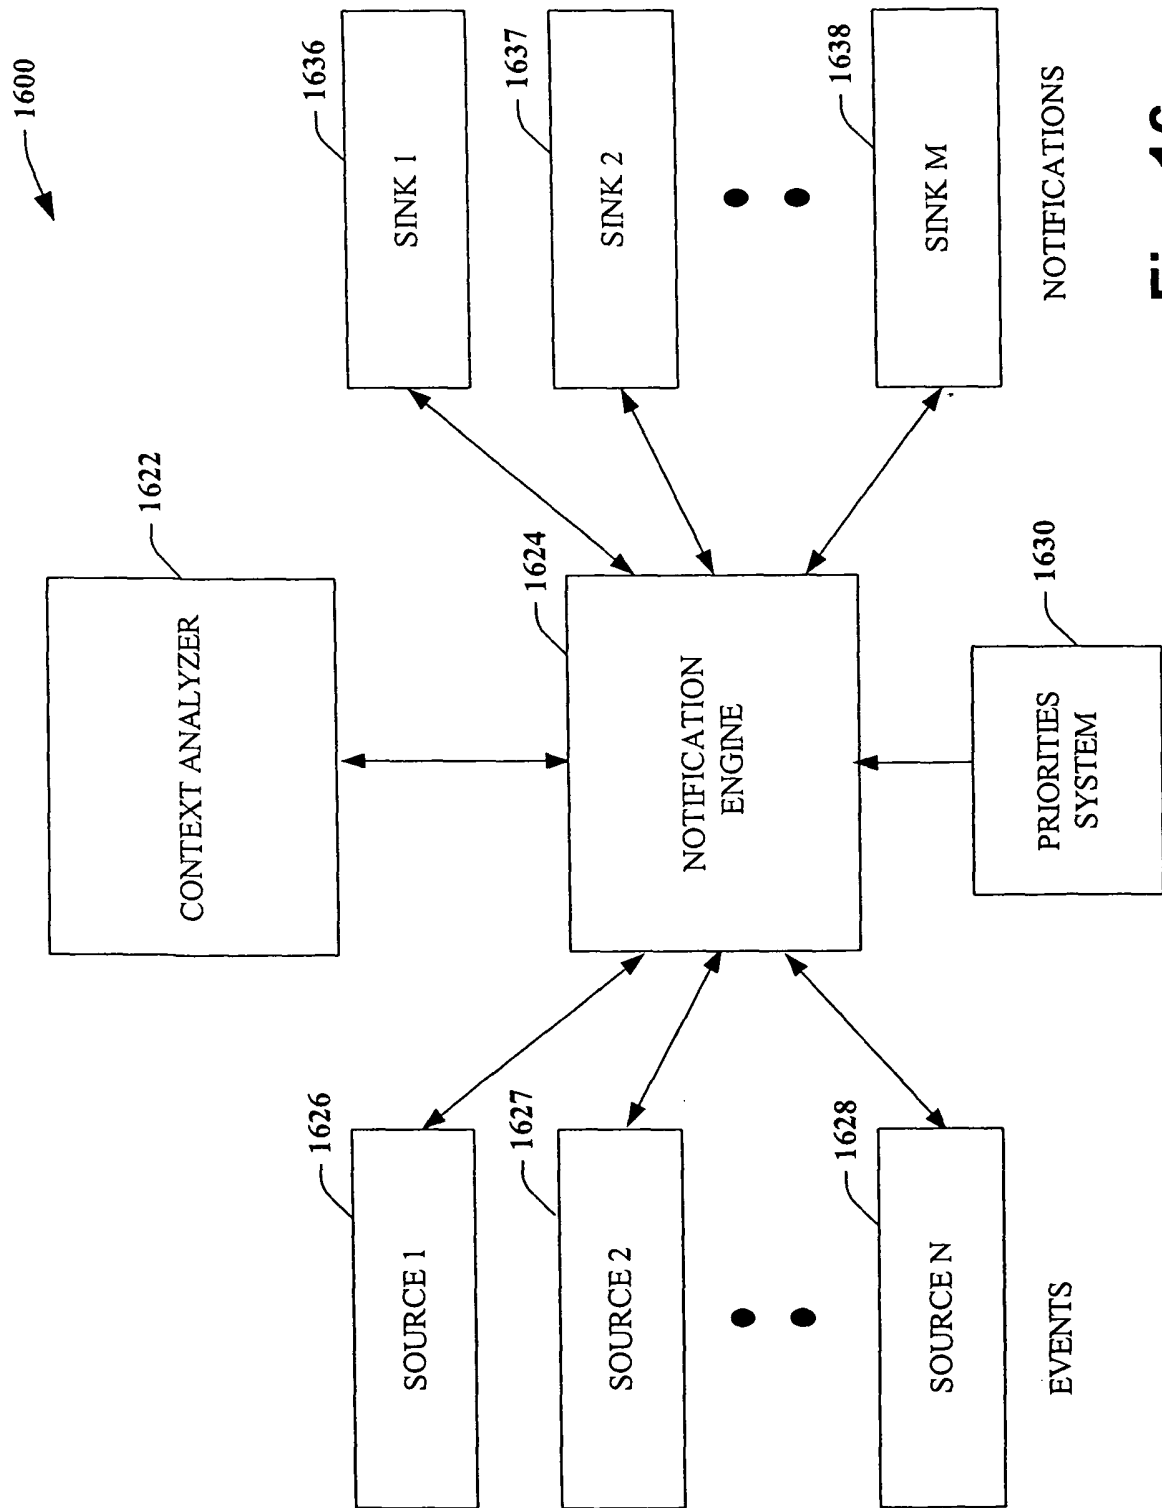 1600
CONTEXT ANALYZER
1622
1626
SOURCE 1
1627
SOURCE 2
1628
SOURCE N
EVENTS
1624
NOTIFICATION
ENGINE
1630
PRIORITIES
SYSTEM
1636
SINK 1
1637
SINK 2
1638
SINK M
NOTIFICATIONS